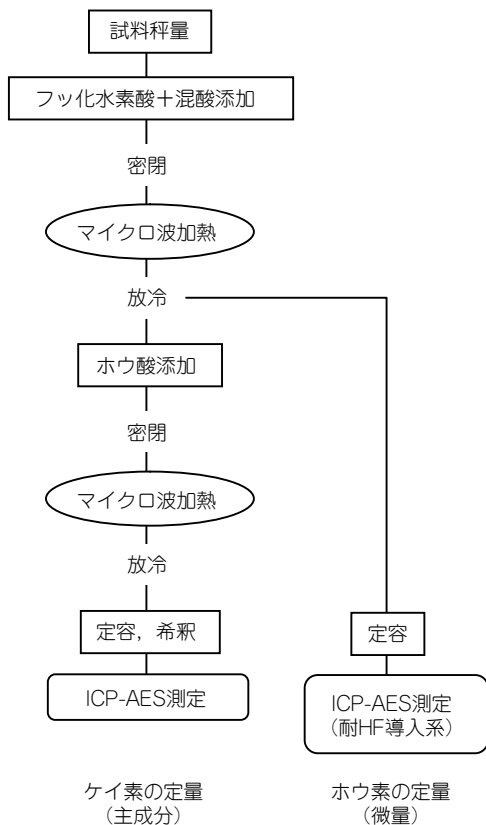 試料秤量
フッ化水素酸＋混酸添加
密閉
マイクロ波加熱
放冷
ホウ酸添加
密閉
マイクロ波加熱
放冷
定容，希釈
ICP-AES測定
定容
ICP-AES測定
（耐HF導入系）
ケイ素の定量
（主成分）
ホウ素の定量
（微量）